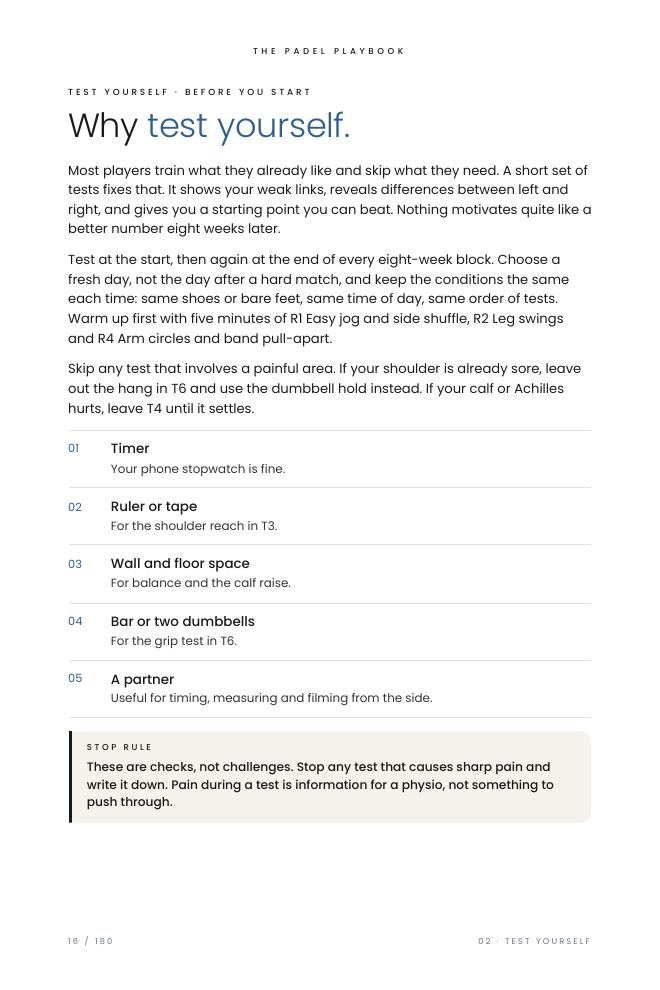 THE PADEL PLAYBOOK
TEST YOURSELF · BEFORE YOU START
Why test yourself.
Most players train what they already like and skip what they need. A short set of
tests fixes that. It shows your weak links, reveals differences between left and
right, and gives you a starting point you can beat. Nothing motivates quite like a
better number eight weeks later.
Test at the start, then again at the end of every eight-week block. Choose a
fresh day, not the day after a hard match, and keep the conditions the same
each time: same shoes or bare feet, same time of day, same order of tests.
Warm up first with five minutes of R1 Easy jog and side shuffle, R2 Leg swings
and R4 Arm circles and band pull-apart.
Skip any test that involves a painful area. If your shoulder is already sore, leave
out the hang in T6 and use the dumbbell hold instead. If your calf or Achilles
hurts, leave T4 until it settles.
01 Timer
Your phone stopwatch is fine.
02 Ruler or tape
For the shoulder reach in T3.
03 Wall and floor space
For balance and the calf raise.
04 Bar or two dumbbells
For the grip test in T6.
05 A partner
Useful for timing, measuring and filming from the side.
STOP RULE
These are checks, not challenges. Stop any test that causes sharp pain and
write it down. Pain during a test is information for a physio, not something to
push through.
16 / 180 02 · TEST YOURSELF